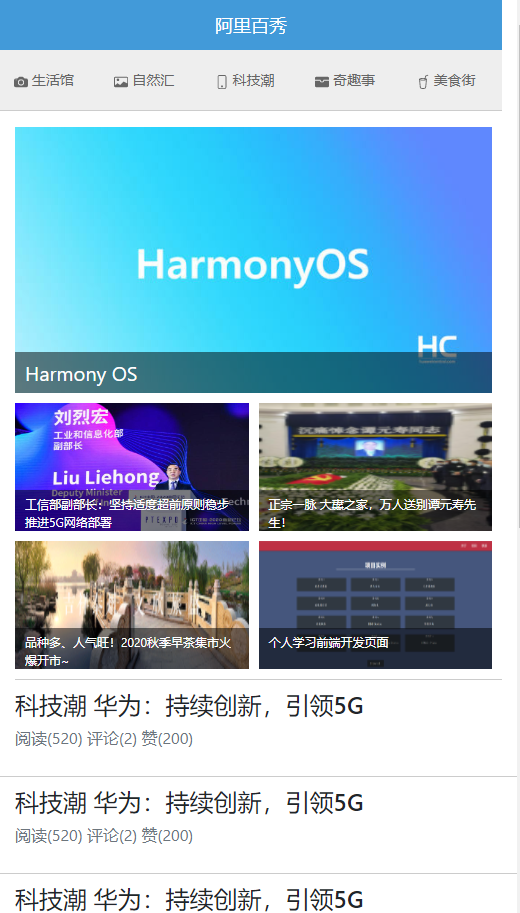 阿里百秀
生活馆 自然汇 科技潮 奇趣事 美食街
HarmonyOS
HC
Harmony OS
刘烈宏
工业和信息化部
副部长
Liu Liehong
Deputy Minister
PT EXPO
工信部副部长：坚持适度超前原则稳步
推进5G网络部署
沉痛悼念谭元寿同志
正宗一脉 大雅之家，万人送别谭元寿先
生！
品种多、人气旺！2020秋季早茶集市火
爆开市~
项目实例
个人学习前端开发页面
科技潮 华为：持续创新，引领5G
阅读(520) 评论(2) 赞(200)
科技潮 华为：持续创新，引领5G
阅读(520) 评论(2) 赞(200)
科技潮 华为：持续创新，引领5G